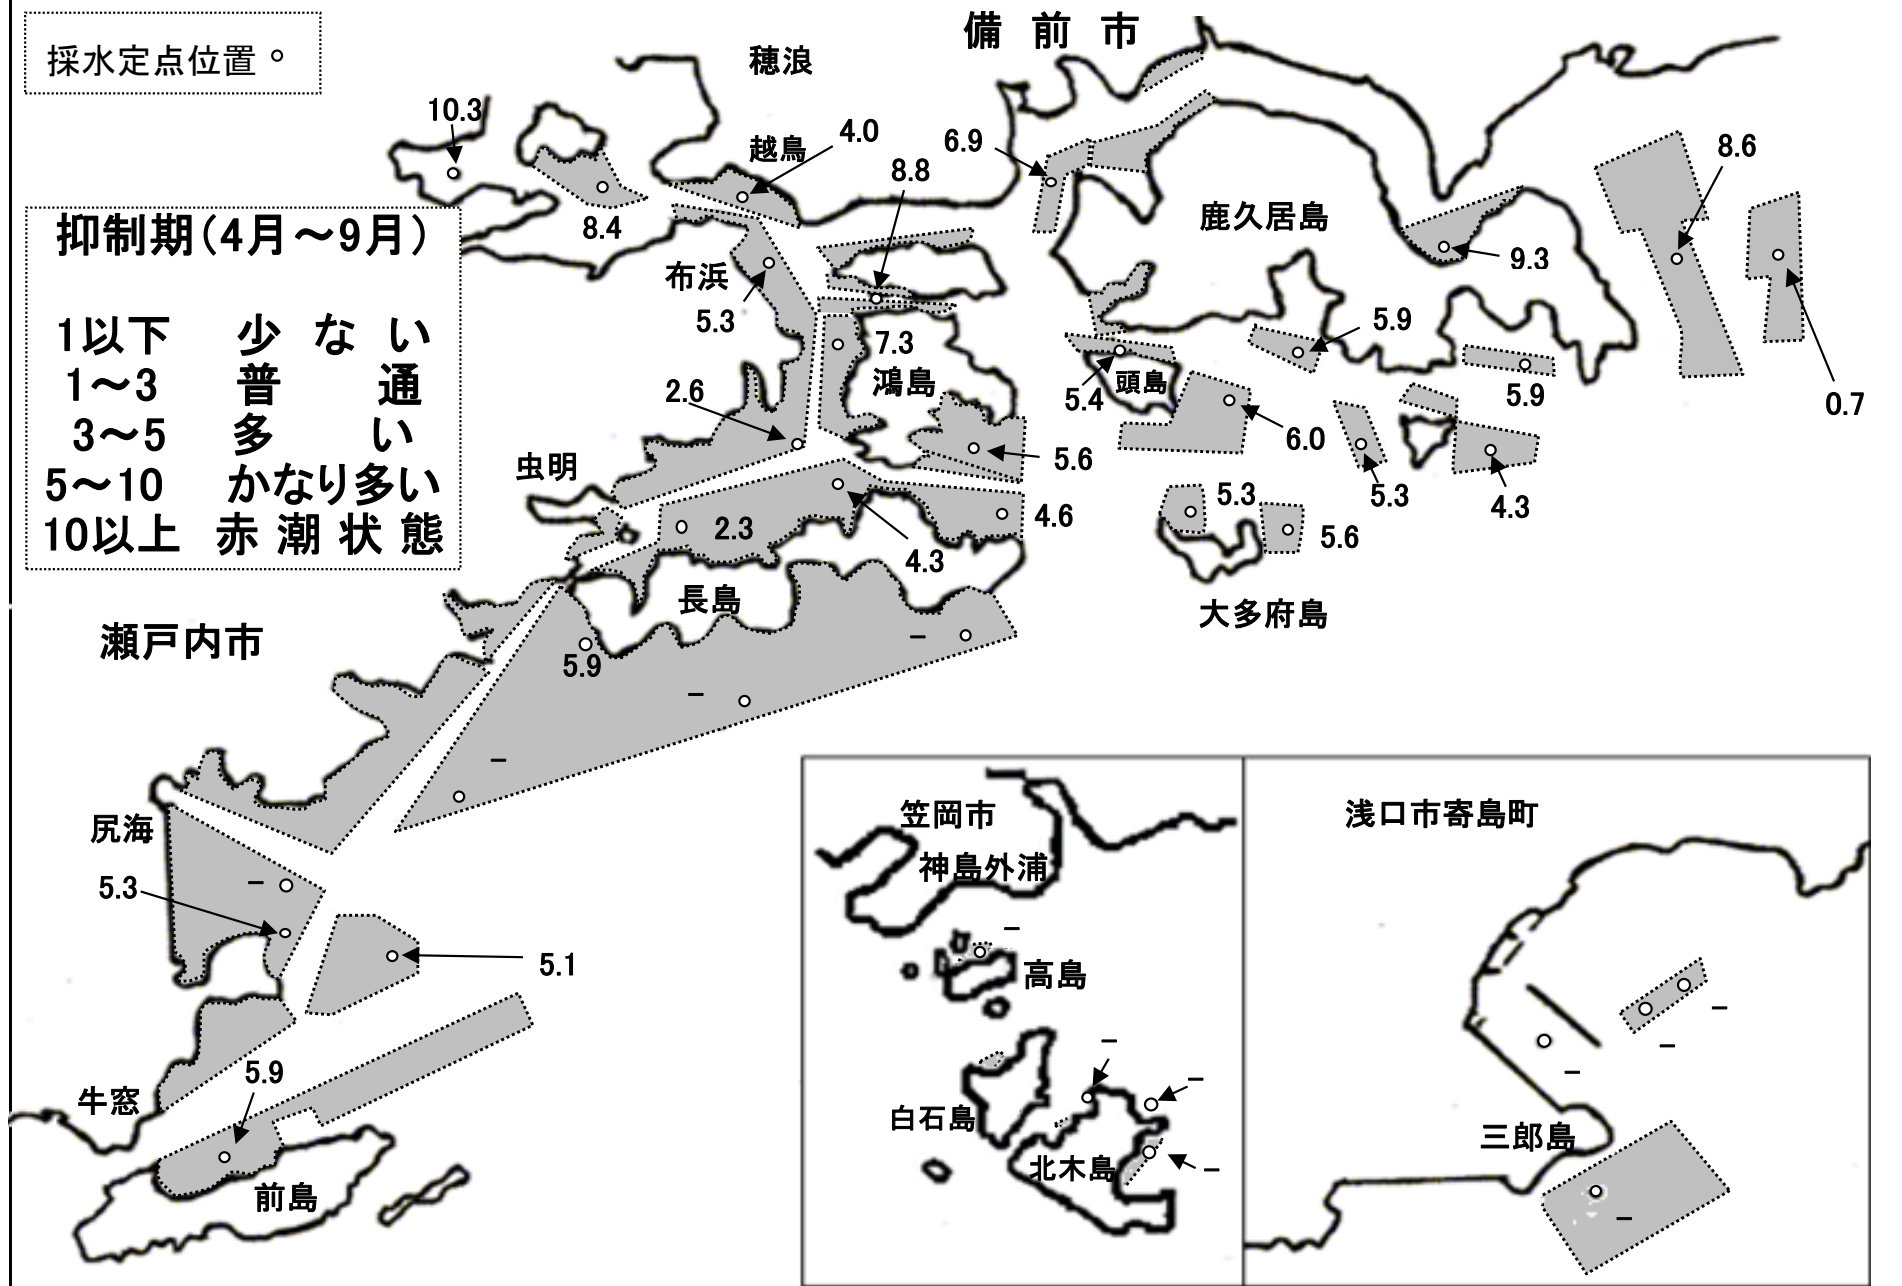 備 前 市
採水定点位置。
穂浪
10.3
越鳥
4.0
6.9
8.8
8.6
8.4
鹿久居島
9.3
抑制期(4月～9月)
1以下 少 な い
1～3 普 通
3～5 多 い
5～10 かなり多い
10以上 赤 潮 状 態
布浜
5.3
7.3
鴻島
2.6
5.9
頭島
5.4
5.9
0.7
6.0
5.6
虫明
5.3
4.3
5.3
4.6
2.3
5.6
4.3
長島
大多府島
瀬戸内市
–
5.9
–
–
尻海
–
5.3
5.1
牛窓
5.9
前島
笠岡市
神島外浦
–
高島
–
–
白石島
北木島
–
浅口市寄島町
–
–
–
三郎島
–